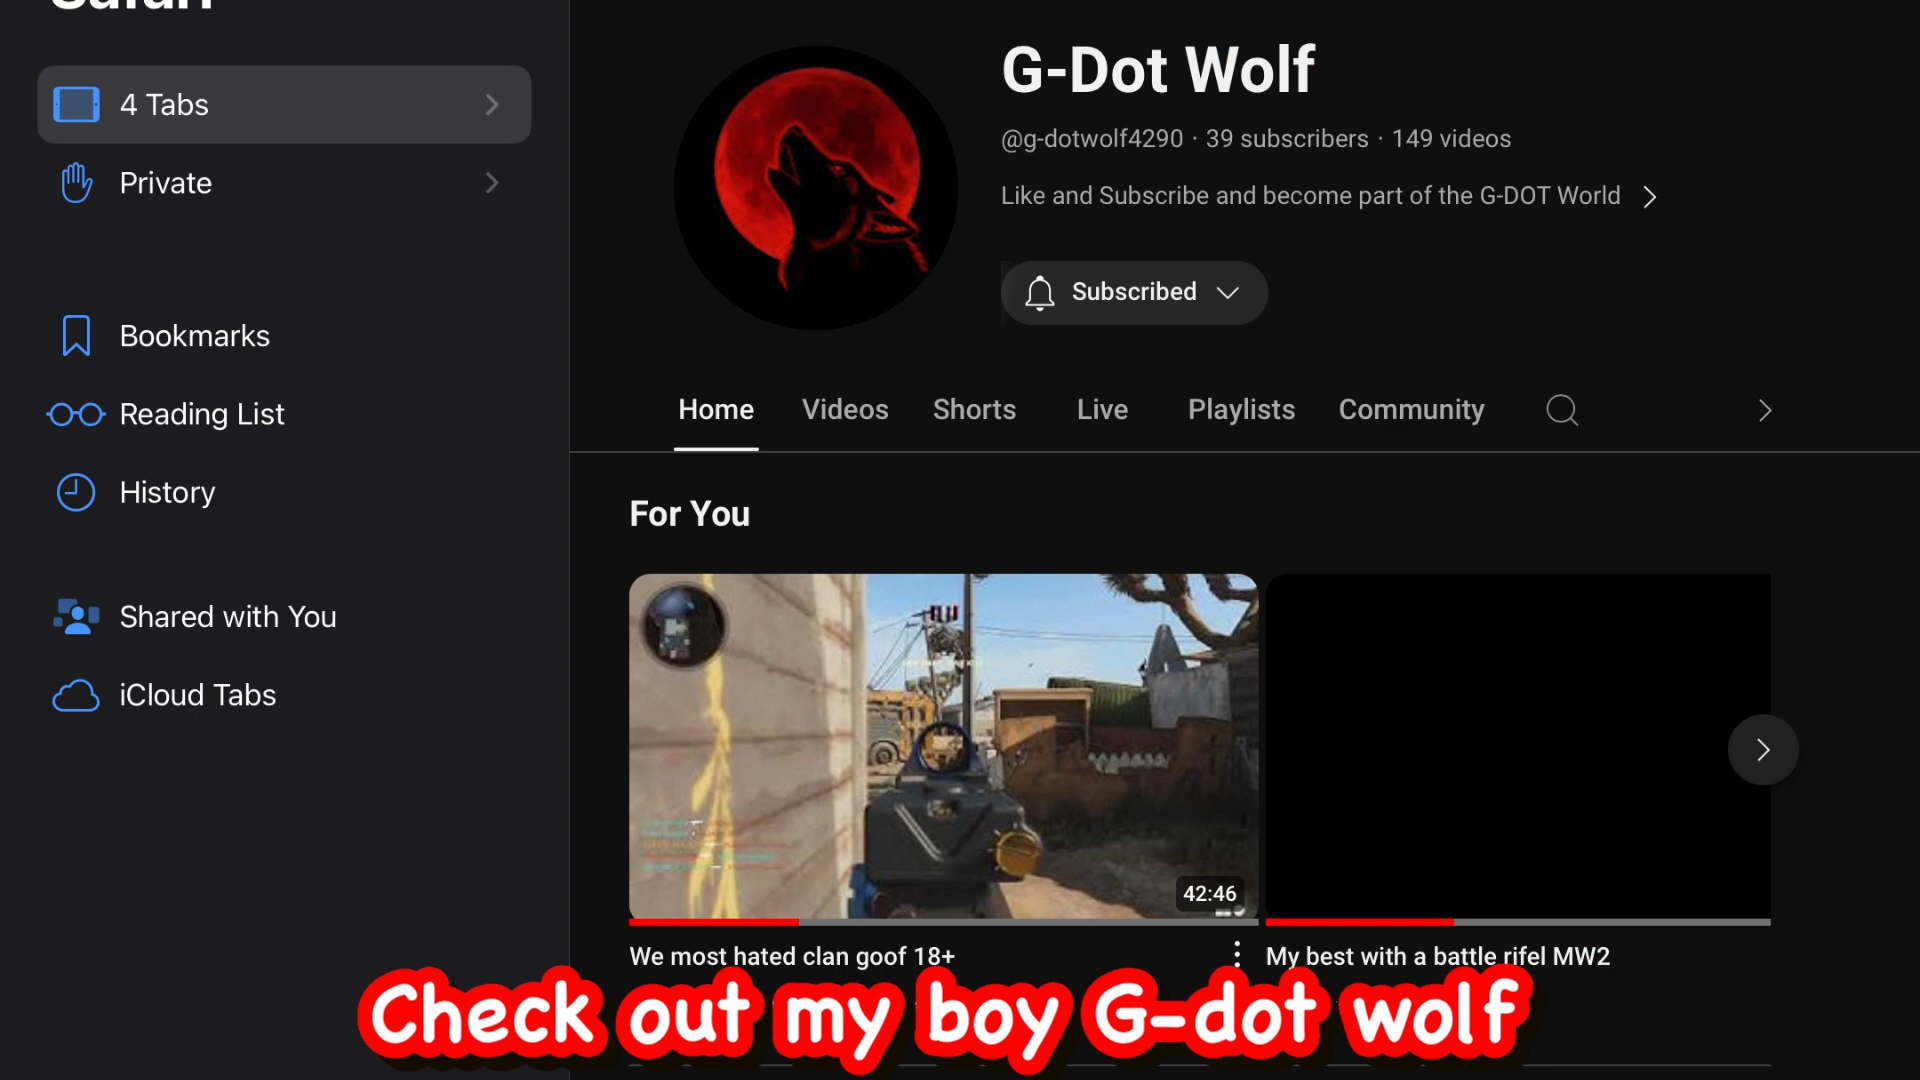 4 Tabs
Private
Bookmarks
Reading List
History
Shared with You
iCloud Tabs
G-Dot Wolf
@g-dotwolf4290 · 39 subscribers · 149 videos
Like and Subscribe and become part of the G-DOT World
Subscribed
Home Videos Shorts Live Playlists Community
For You
42:46
We most hated clan goof 18+
My best with a battle rifel MW2
Check out my boy G-dot wolf